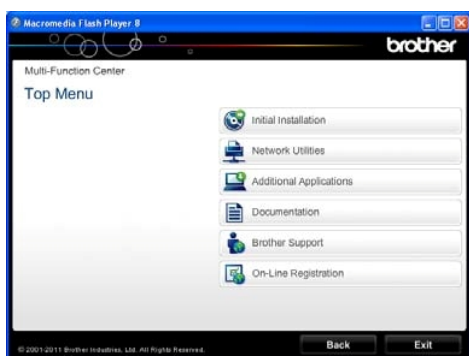 Macromedia Flash Player 8
brother
Multi-Function Center
Top Menu
Initial Installation
Network Utilities
Additional Applications
Documentation
Brother Support
On-Line Registration
© 2001-2011 Brother Industries, Ltd. All Rights Reserved.
Back
Exit